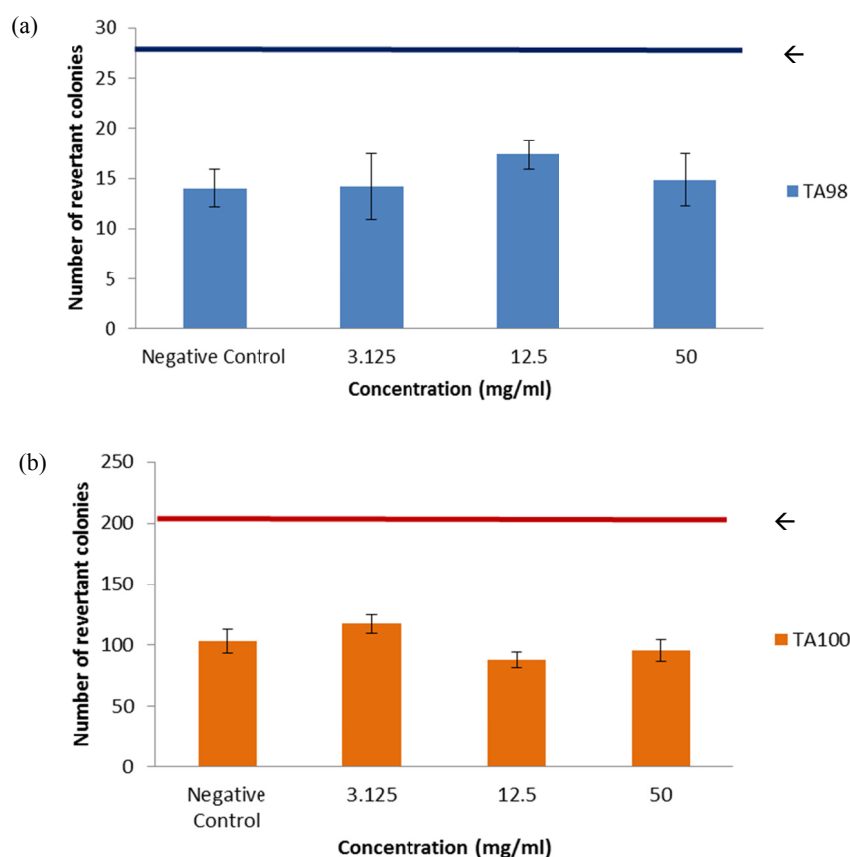 (a)
30
25
20
15
10
5
0
Number of revertant colonies
Negative Control 3.125 12.5 50
Concentration (mg/ml)
←
TA98
(b)
250
200
150
100
50
0
Number of revertant colonies
Negative 3.125 12.5 50
Control
Concentration (mg/ml)
←
TA100